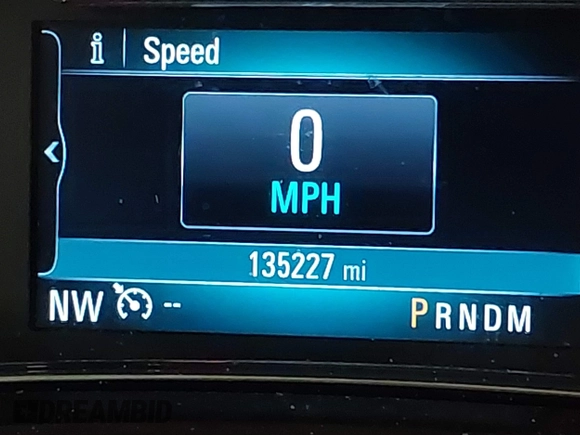 i | Speed
0
MPH
135227 mi
NW -- PRNDM
DREAMBID